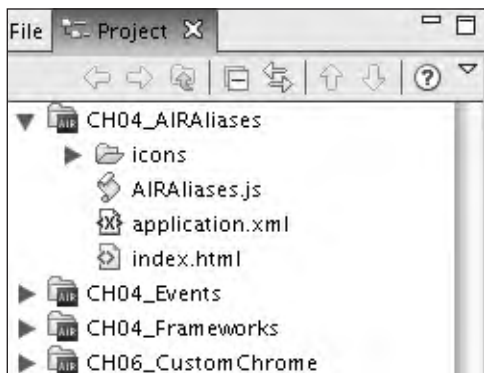 File Project
?
CH04_AIRAliases
icons
AIRAliases.js
application.xml
index.html
CH04_Events
CH04_Frameworks
CH06_CustomChrome